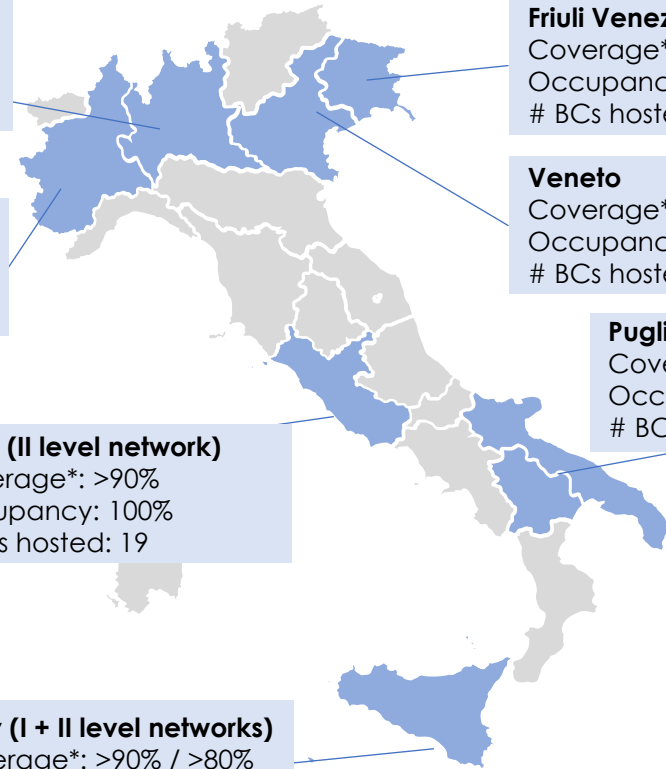 Friuli Venez
Coverage*
Occupanc
# BCs hoste
Veneto
Coverage*
Occupanc
# BCs hoste
Pugli
Cove
Occ
# BC
(II level network)
erage*: >90%
upancy: 100%
s hosted: 19
(I + II level networks)
erage*: >90% / >80%